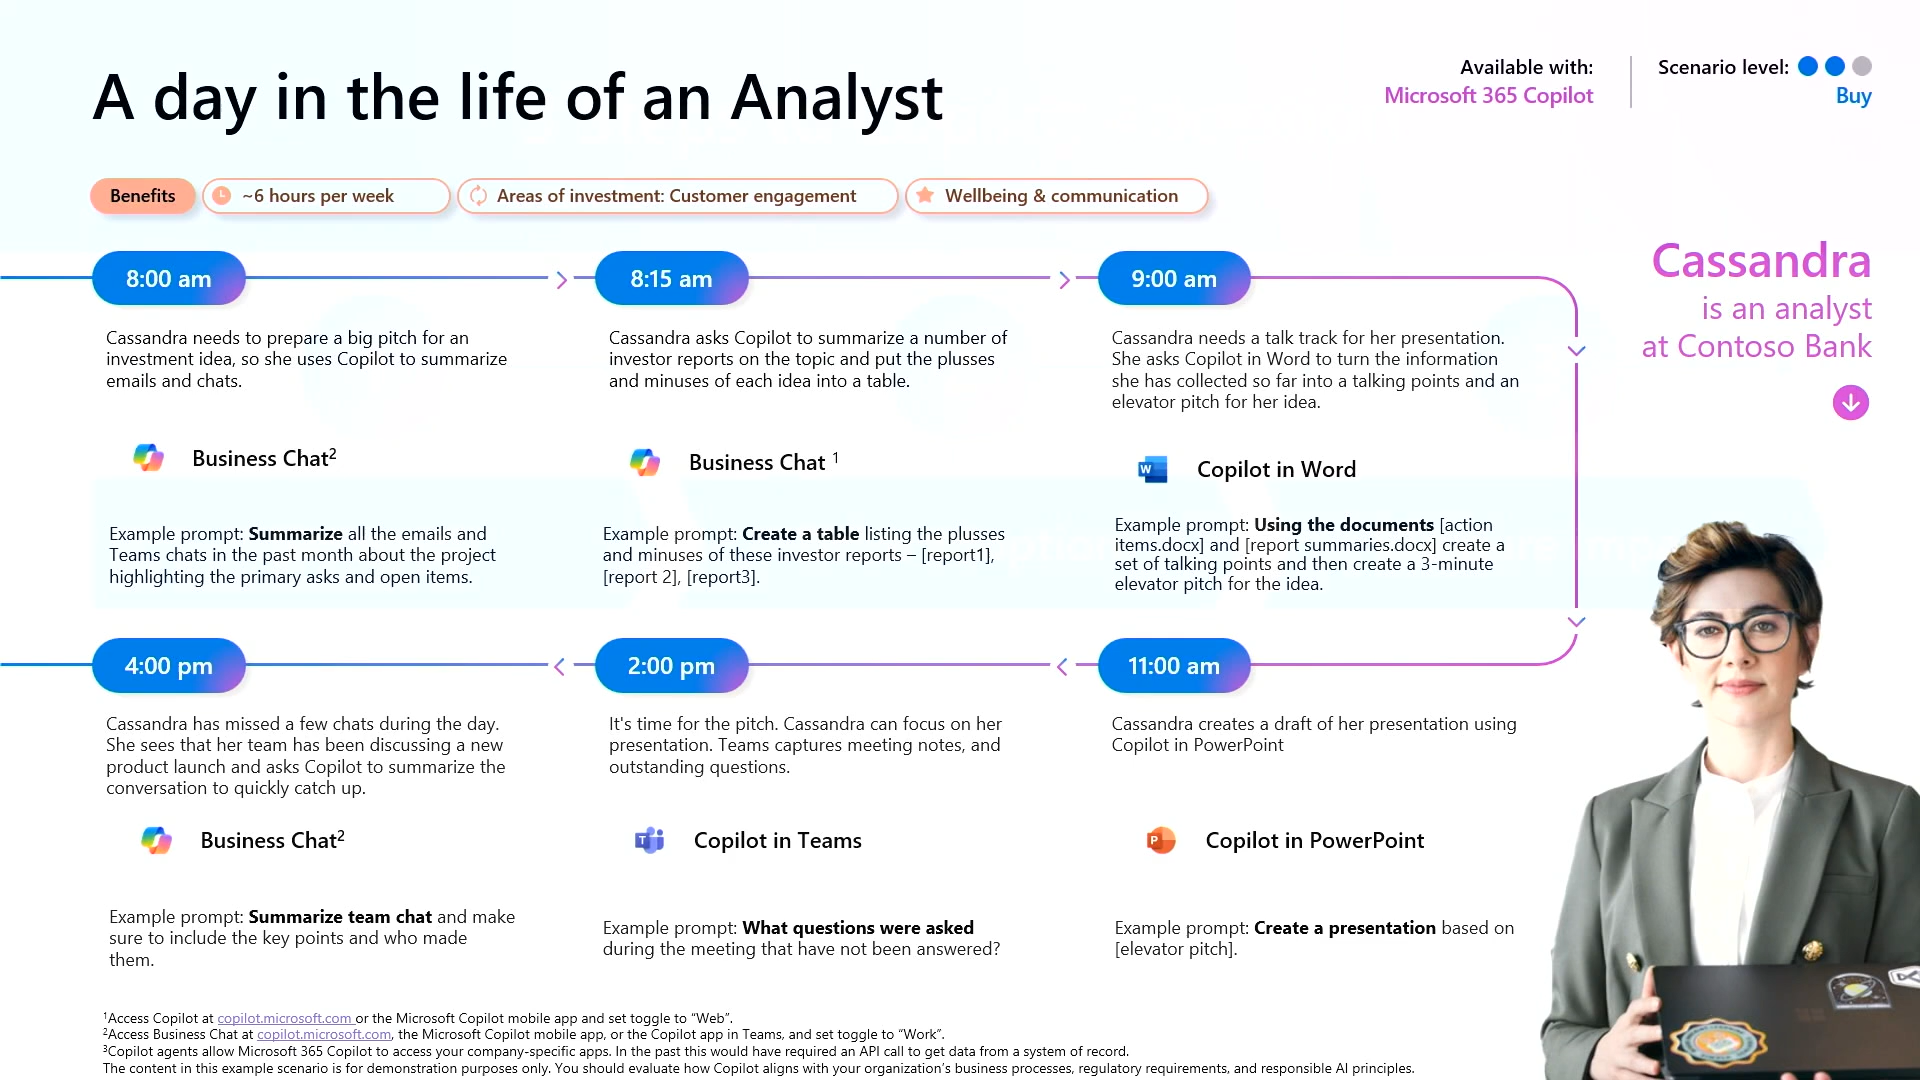 A day in the life of an Analyst
Available with:
Microsoft 365 Copilot
Scenario level:
Buy
Benefits
~6 hours per week
Areas of investment: Customer engagement
Wellbeing & communication
Cassandra
is an analyst
at Contoso Bank
8:00 am
Cassandra needs to prepare a big pitch for an
investment idea, so she uses Copilot to summarize
emails and chats.
Business Chat²
Example prompt: Summarize all the emails and
Teams chats in the past month about the project
highlighting the primary asks and open items.
8:15 am
Cassandra asks Copilot to summarize a number of
investor reports on the topic and put the plusses
and minuses of each idea into a table.
Business Chat ¹
Example prompt: Create a table listing the plusses
and minuses of these investor reports – [report1],
[report 2], [report3].
9:00 am
Cassandra needs a talk track for her presentation.
She asks Copilot in Word to turn the information
she has collected so far into a talking points and an
elevator pitch for her idea.
W
Copilot in Word
Example prompt: Using the documents [action
items.docx] and [report summaries.docx] create a
set of talking points and then create a 3-minute
elevator pitch for the idea.
11:00 am
Cassandra creates a draft of her presentation using
Copilot in PowerPoint
P
Copilot in PowerPoint
Example prompt: Create a presentation based on
[elevator pitch].
2:00 pm
It's time for the pitch. Cassandra can focus on her
presentation. Teams captures meeting notes, and
outstanding questions.
T
Copilot in Teams
Example prompt: What questions were asked
during the meeting that have not been answered?
4:00 pm
Cassandra has missed a few chats during the day.
She sees that her team has been discussing a new
product launch and asks Copilot to summarize the
conversation to quickly catch up.
Business Chat²
Example prompt: Summarize team chat and make
sure to include the key points and who made
them.
¹Access Copilot at copilot.microsoft.com or the Microsoft Copilot mobile app and set toggle to “Web”.
²Access Business Chat at copilot.microsoft.com, the Microsoft Copilot mobile app, or the Copilot app in Teams, and set toggle to “Work”.
³Copilot agents allow Microsoft 365 Copilot to access your company-specific apps. In the past this would have required an API call to get data from a system of record.
The content in this example scenario is for demonstration purposes only. You should evaluate how Copilot aligns with your organization’s business processes, regulatory requirements, and responsible AI principles.